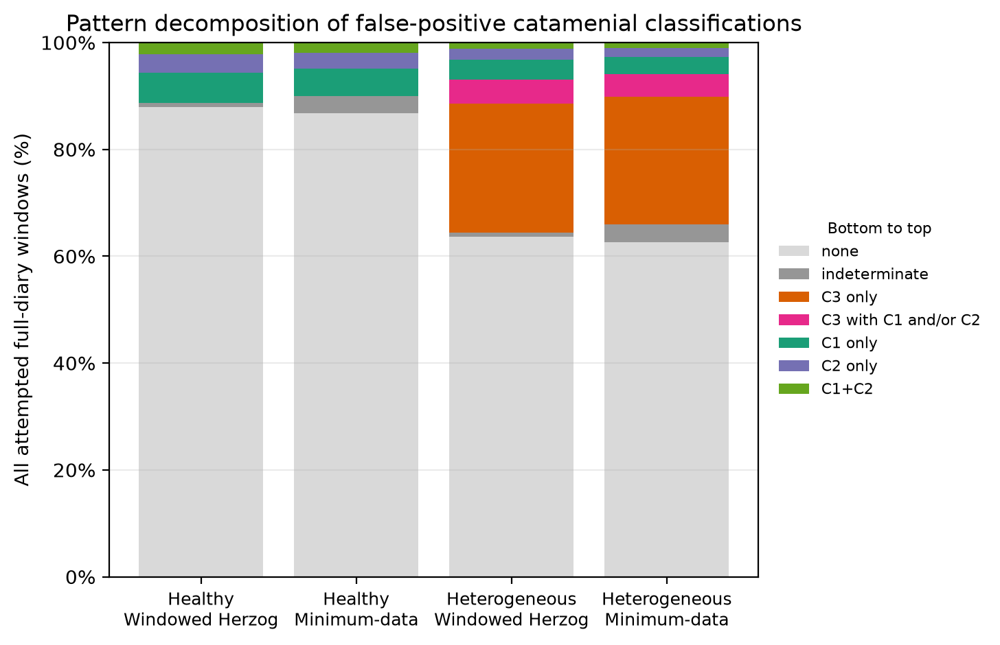 Pattern decomposition of false-positive catamenial classifications
All attempted full-diary windows (%)
100%
80%
60%
40%
20%
0%
Healthy
Windowed Herzog
Healthy
Minimum-data
Heterogeneous
Windowed Herzog
Heterogeneous
Minimum-data
Bottom to top
none
indeterminate
C3 only
C3 with C1 and/or C2
C1 only
C2 only
C1+C2